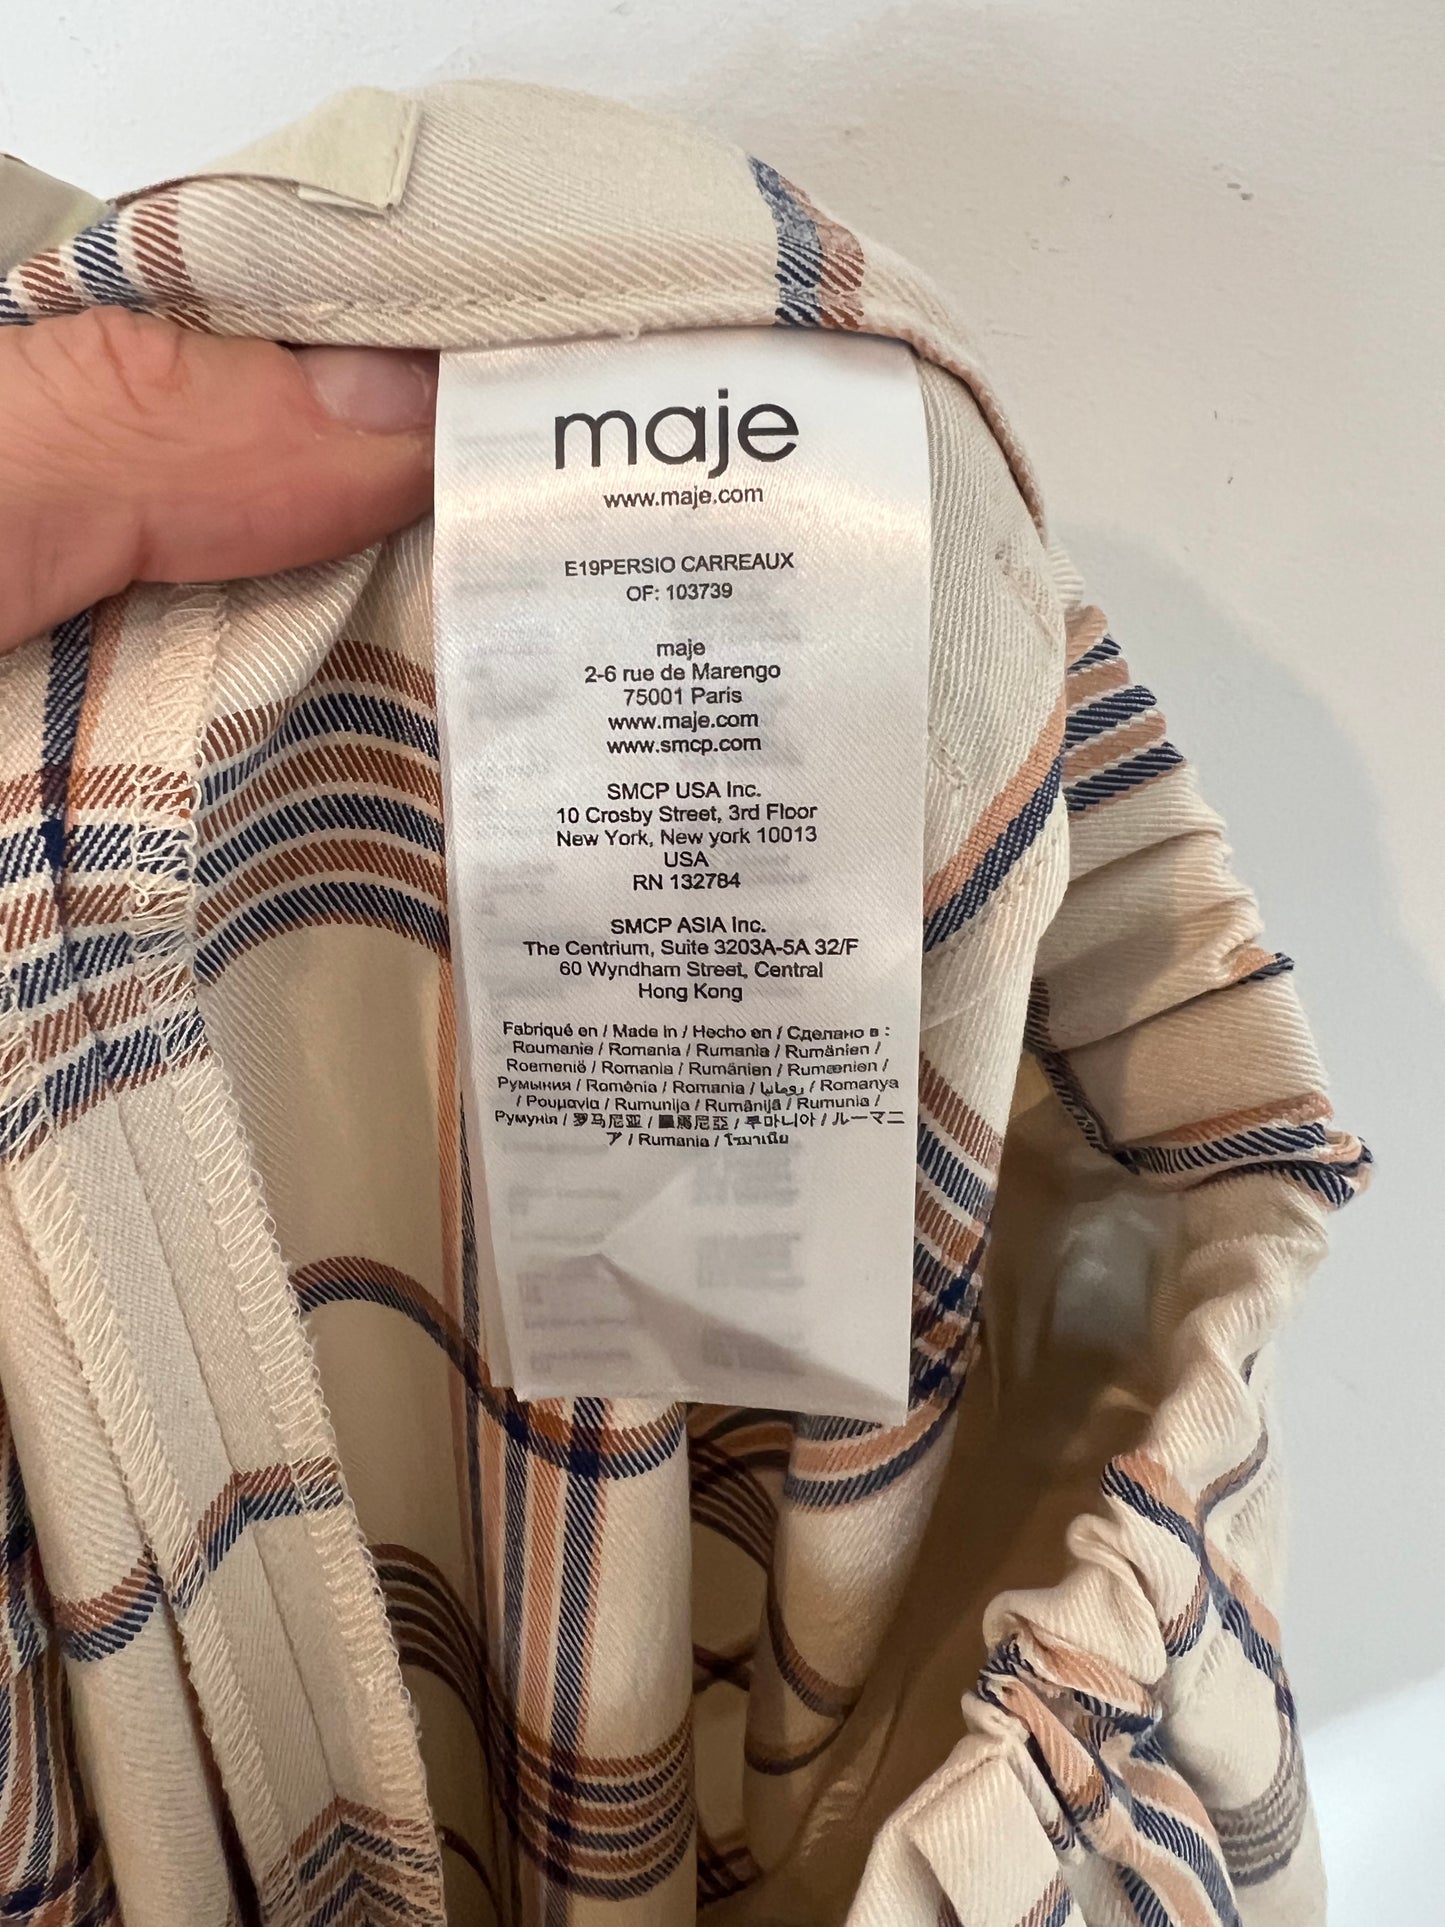 maje
www.maje.com
E19PERSIO CARREAUX
OF: 103739
maje
2-6 rue de Marengo
75001 Paris
www.maje.com
www.smcp.com
SMCP USA Inc.
10 Crosby Street, 3rd Floor
New York, New york 10013
USA
RN 132784
SMCP ASIA Inc.
The Centrium, Suite 3203A-5A 32/F
60 Wyndham Street, Central
Hong Kong
Fabriqué en / Made in / Hecho en / Сделано в :
Roumanie / Romania / Rumania / Rumänien /
Roemenië / Romania / Rumänien / Rumænien /
Румыния / Romênia / Romania / رومانيا / Romanya
/ Ρουμανία / Rumunija / Rumānijā / Rumunia /
Румунія / 罗马尼亚 / 羅馬尼亞 / 루마니아 / ルーマニ
ア / Rumania / โรมาเนีย